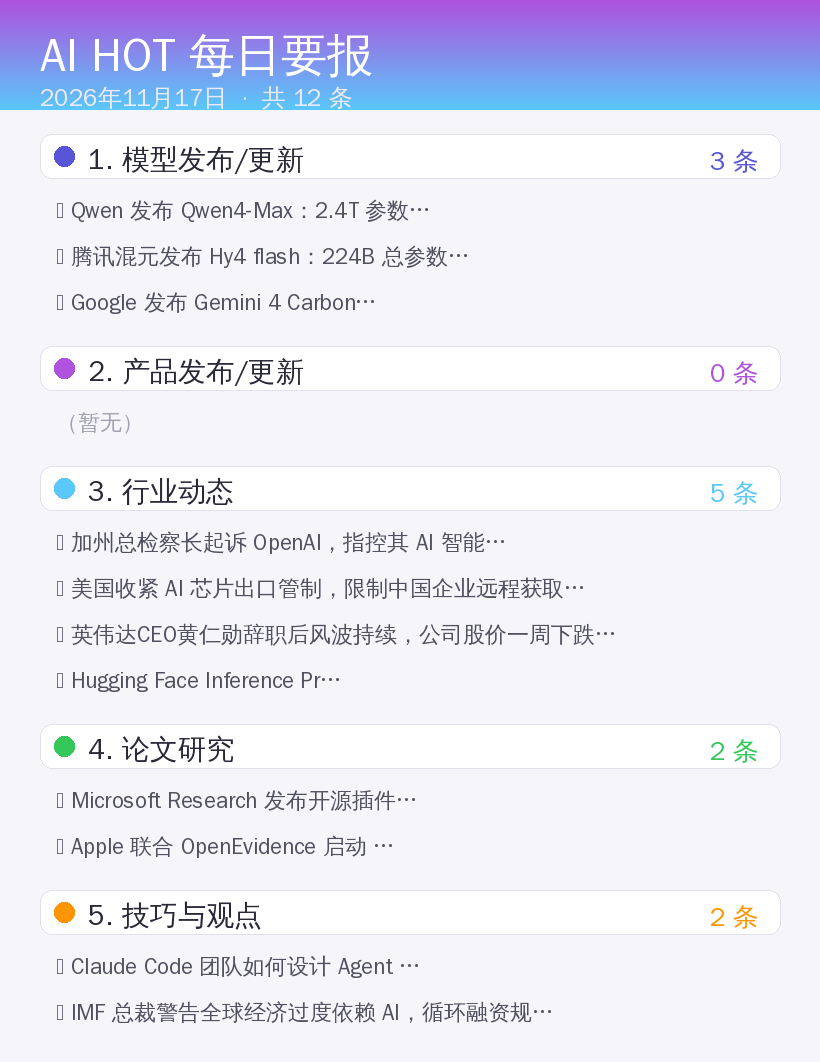 AI HOT 每日要报
2026年11月17日 · 共 12 条
1. 模型发布/更新 3 条
▯ Qwen 发布 Qwen4-Max：2.4T 参数…
▯ 腾讯混元发布 Hy4 flash：224B 总参数…
▯ Google 发布 Gemini 4 Carbon…
2. 产品发布/更新 0 条
（暂无）
3. 行业动态 5 条
▯ 加州总检察长起诉 OpenAI，指控其 AI 智能…
▯ 美国收紧 AI 芯片出口管制，限制中国企业远程获取…
▯ 英伟达CEO黄仁勋辞职后风波持续，公司股价一周下跌…
▯ Hugging Face Inference Pr…
4. 论文研究 2 条
▯ Microsoft Research 发布开源插件…
▯ Apple 联合 OpenEvidence 启动 …
5. 技巧与观点 2 条
▯ Claude Code 团队如何设计 Agent …
▯ IMF 总裁警告全球经济过度依赖 AI，循环融资规…